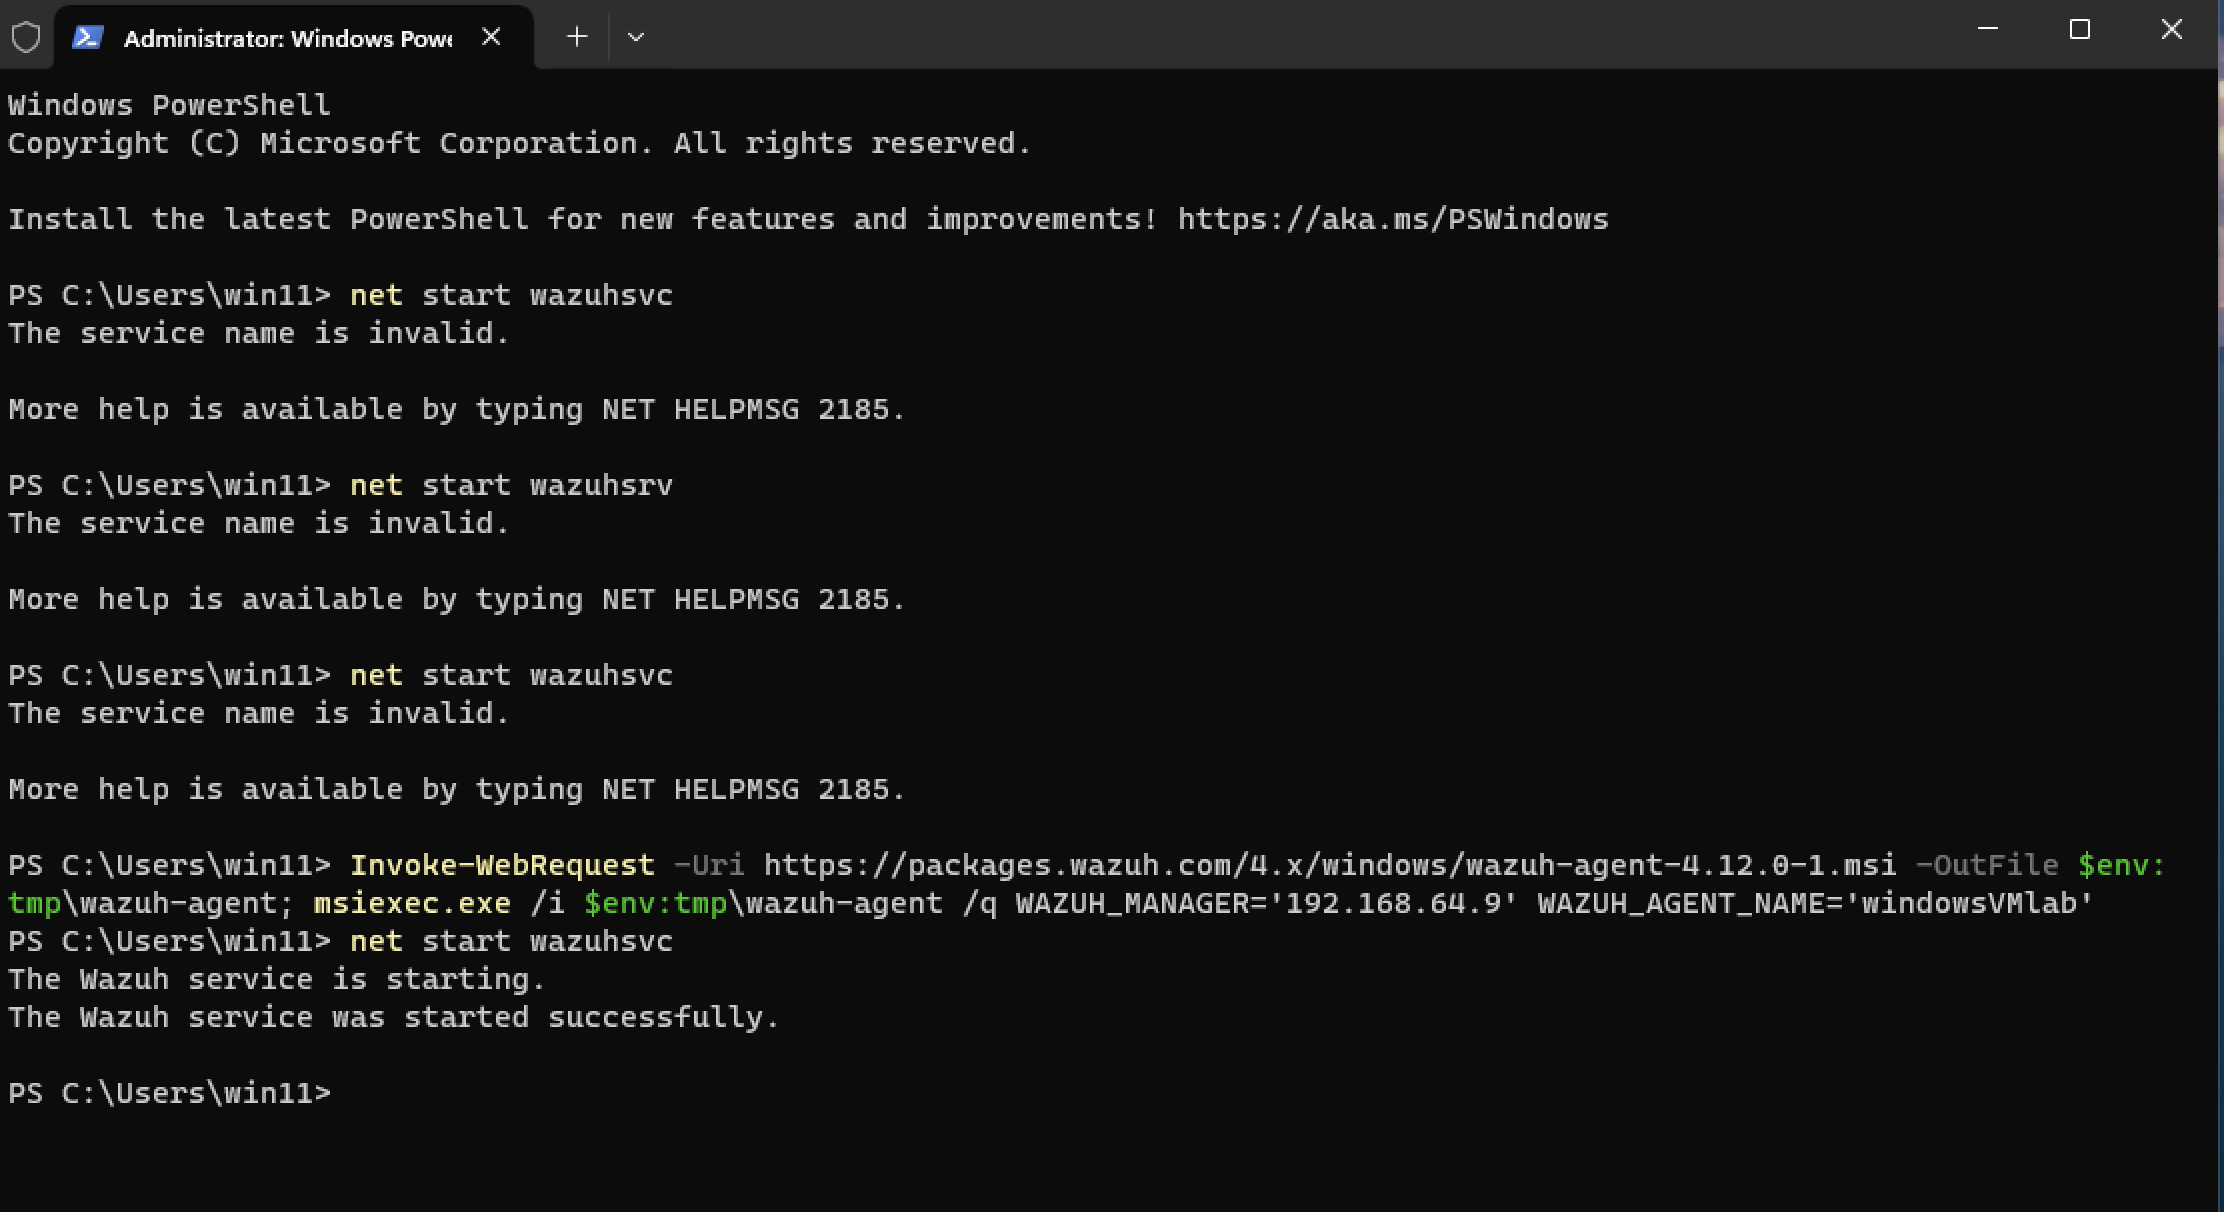 Administrator: Windows Powe
Windows PowerShell
Copyright (C) Microsoft Corporation. All rights reserved.
Install the latest PowerShell for new features and improvements! https://aka.ms/PSWindows
PS C:\Users\win11> net start wazuhsvc
The service name is invalid.
More help is available by typing NET HELPMSG 2185.
PS C:\Users\win11> net start wazuhsrv
The service name is invalid.
More help is available by typing NET HELPMSG 2185.
PS C:\Users\win11> net start wazuhsvc
The service name is invalid.
More help is available by typing NET HELPMSG 2185.
PS C:\Users\win11> Invoke-WebRequest -Uri https://packages.wazuh.com/4.x/windows/wazuh-agent-4.12.0-1.msi -OutFile $env:
tmp\wazuh-agent; msiexec.exe /i $env:tmp\wazuh-agent /q WAZUH_MANAGER='192.168.64.9' WAZUH_AGENT_NAME='windowsVMlab'
PS C:\Users\win11> net start wazuhsvc
The Wazuh service is starting.
The Wazuh service was started successfully.
PS C:\Users\win11>